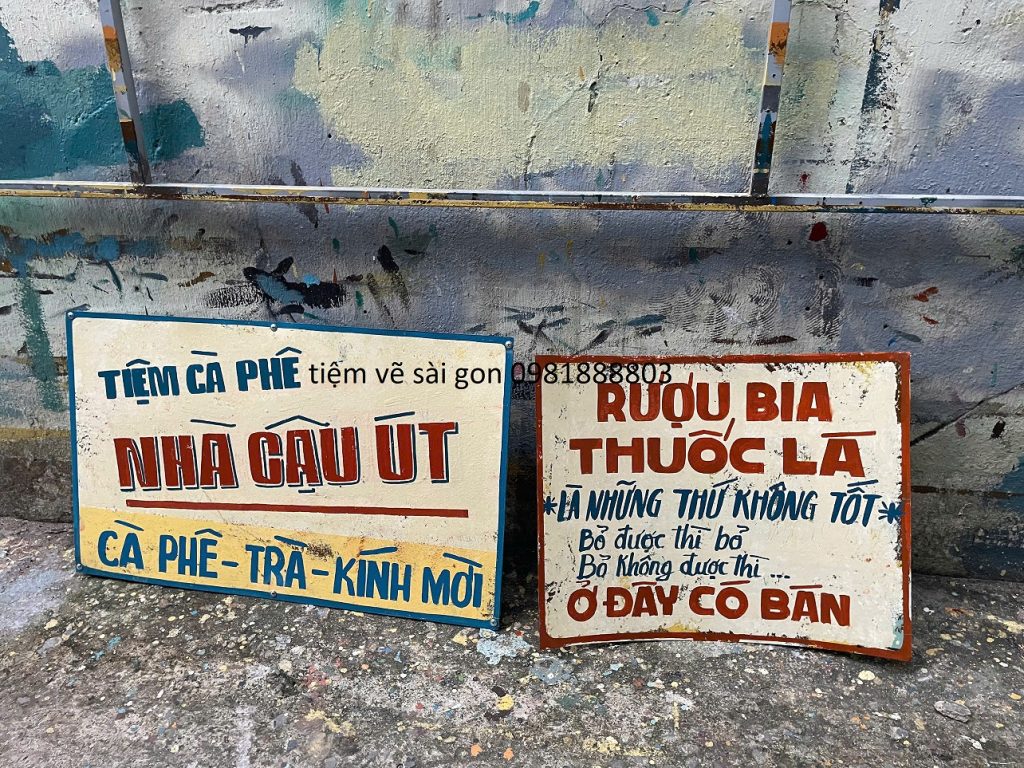 TIỆM CÀ PHÊ
NHÀ CẬU ÚT
CÀ PHÊ - TRÀ - KÍNH MỜI
tiệm vẽ sài gon 0981888803
RƯỢU BIA
THUỐC LÁ
*LÀ NHỮNG THỨ KHÔNG TỐT*
Bỏ được thì bỏ
Bỏ Không được thì ...
Ở ĐÂY CÓ BÁN